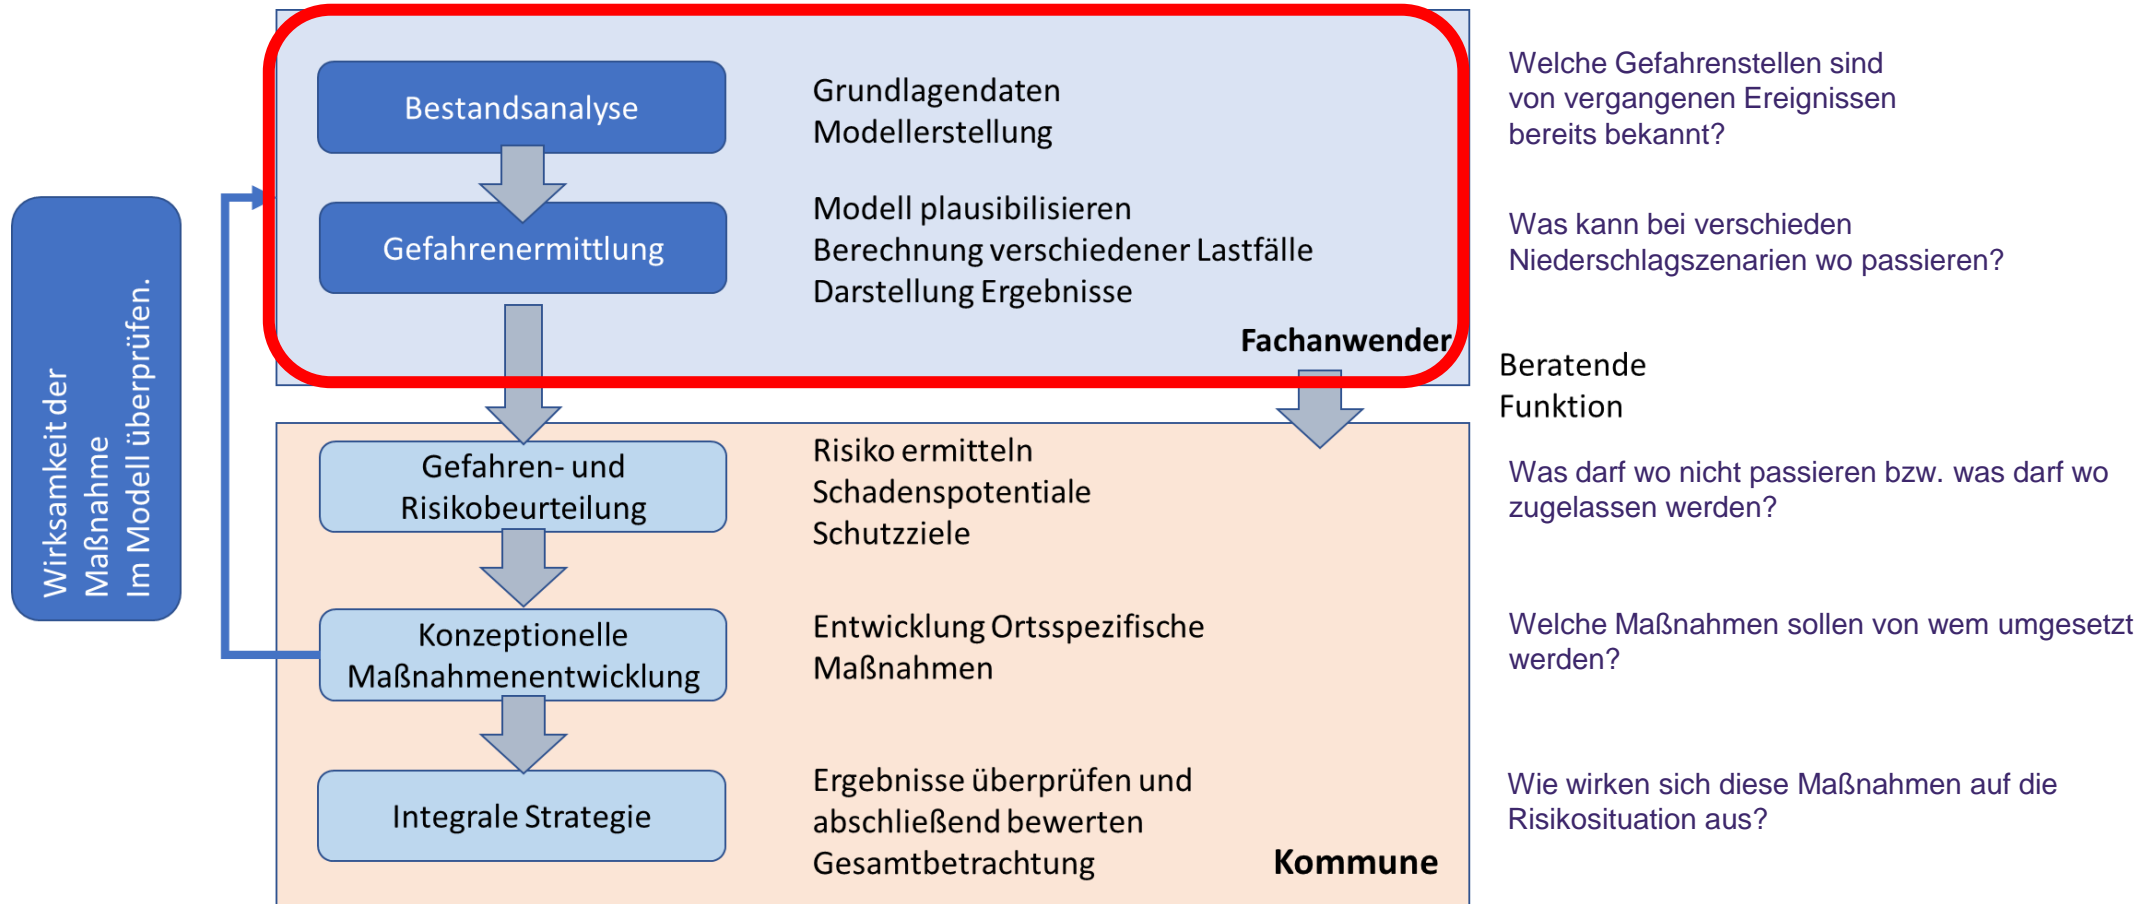 Wirksamkeit der
Maßnahme
Im Modell überprüfen.
Bestandsanalyse
Grundlagendaten
Modellerstellung
Welche Gefahrenstellen sind
von vergangenen Ereignissen
bereits bekannt?
Gefahrenermittlung
Modell plausibilisieren
Berechnung verschiedener Lastfälle
Darstellung Ergebnisse
Was kann bei verschieden
Niederschlagszenarien wo passieren?
Fachanwender
Beratende
Funktion
Gefahren- und
Risikobeurteilung
Risiko ermitteln
Schadenspotentiale
Schutzziele
Was darf wo nicht passieren bzw. was darf wo
zugelassen werden?
Konzeptionelle
Maßnahmenentwicklung
Entwicklung Ortsspezifische
Maßnahmen
Welche Maßnahmen sollen von wem umgesetzt
werden?
Integrale Strategie
Ergebnisse überprüfen und
abschließend bewerten
Gesamtbetrachtung
Kommune
Wie wirken sich diese Maßnahmen auf die
Risikosituation aus?